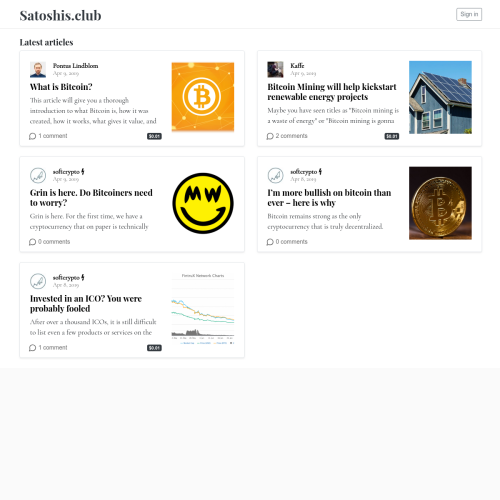 Satoshis.club
Sign in
Latest articles
Pontus Lindblom
Apr 9, 2019
What is Bitcoin?
This article will give you a thorough
introduction to what Bitcoin is, how it was
created, how it works, what gives it value, and
1 comment
$0.01
Kaffe
Apr 9, 2019
Bitcoin Mining will help kickstart
renewable energy projects
Maybe you have seen titles as "Bitcoin mining is
a waste of energy" or "Bitcoin mining is gonna
2 comments
$0.01
softcrypto
Apr 9, 2019
Grin is here. Do Bitcoiners need
to worry?
Grin is here. For the first time, we have a
cryptocurrency that on paper is technically
0 comments
MW
softcrypto
Apr 8, 2019
I'm more bullish on bitcoin than
ever – here is why
Bitcoin remains strong as the only
cryptocurrency that is truly decentralized.
0 comments
softcrypto
Apr 8, 2019
Invested in an ICO? You were
probably fooled
After over a thousand ICOs, it is still difficult
to list even a few products or services on the
1 comment
$0.01
Network Charts